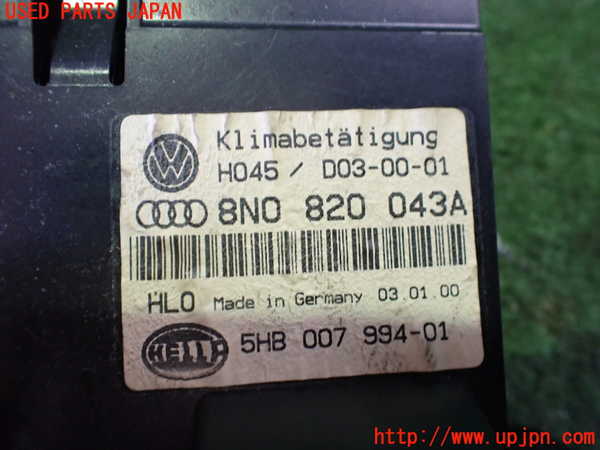 USED PARTS JAPAN
Klimabetätigung
H045 / D03-00-01
8N0 820 043A
HLO Made in Germany 03.01.00
HELLA
5HB 007 994-01
http://www.upjpn.com/